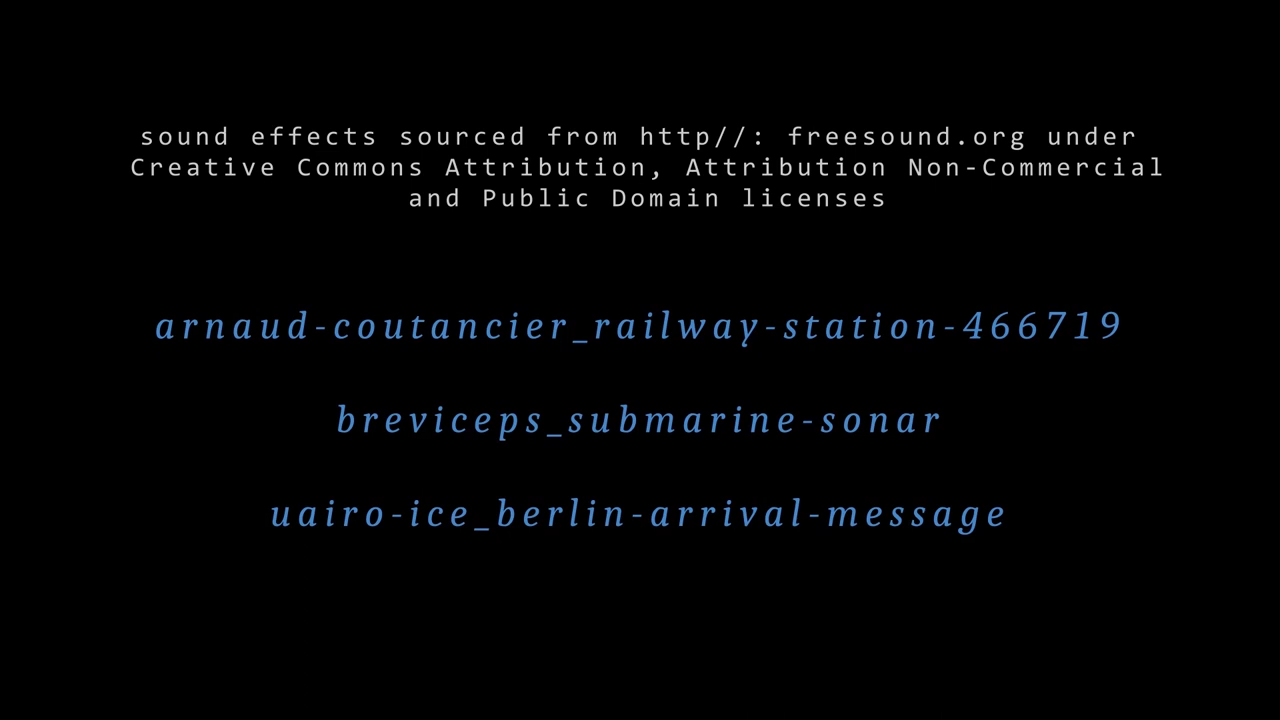 sound effects sourced from http//: freesound.org under
Creative Commons Attribution, Attribution Non-Commercial
and Public Domain licenses
arnaud-coutancier_railway-station-466719
breviceps_submarine-sonar
uairo-ice_berlin-arrival-message